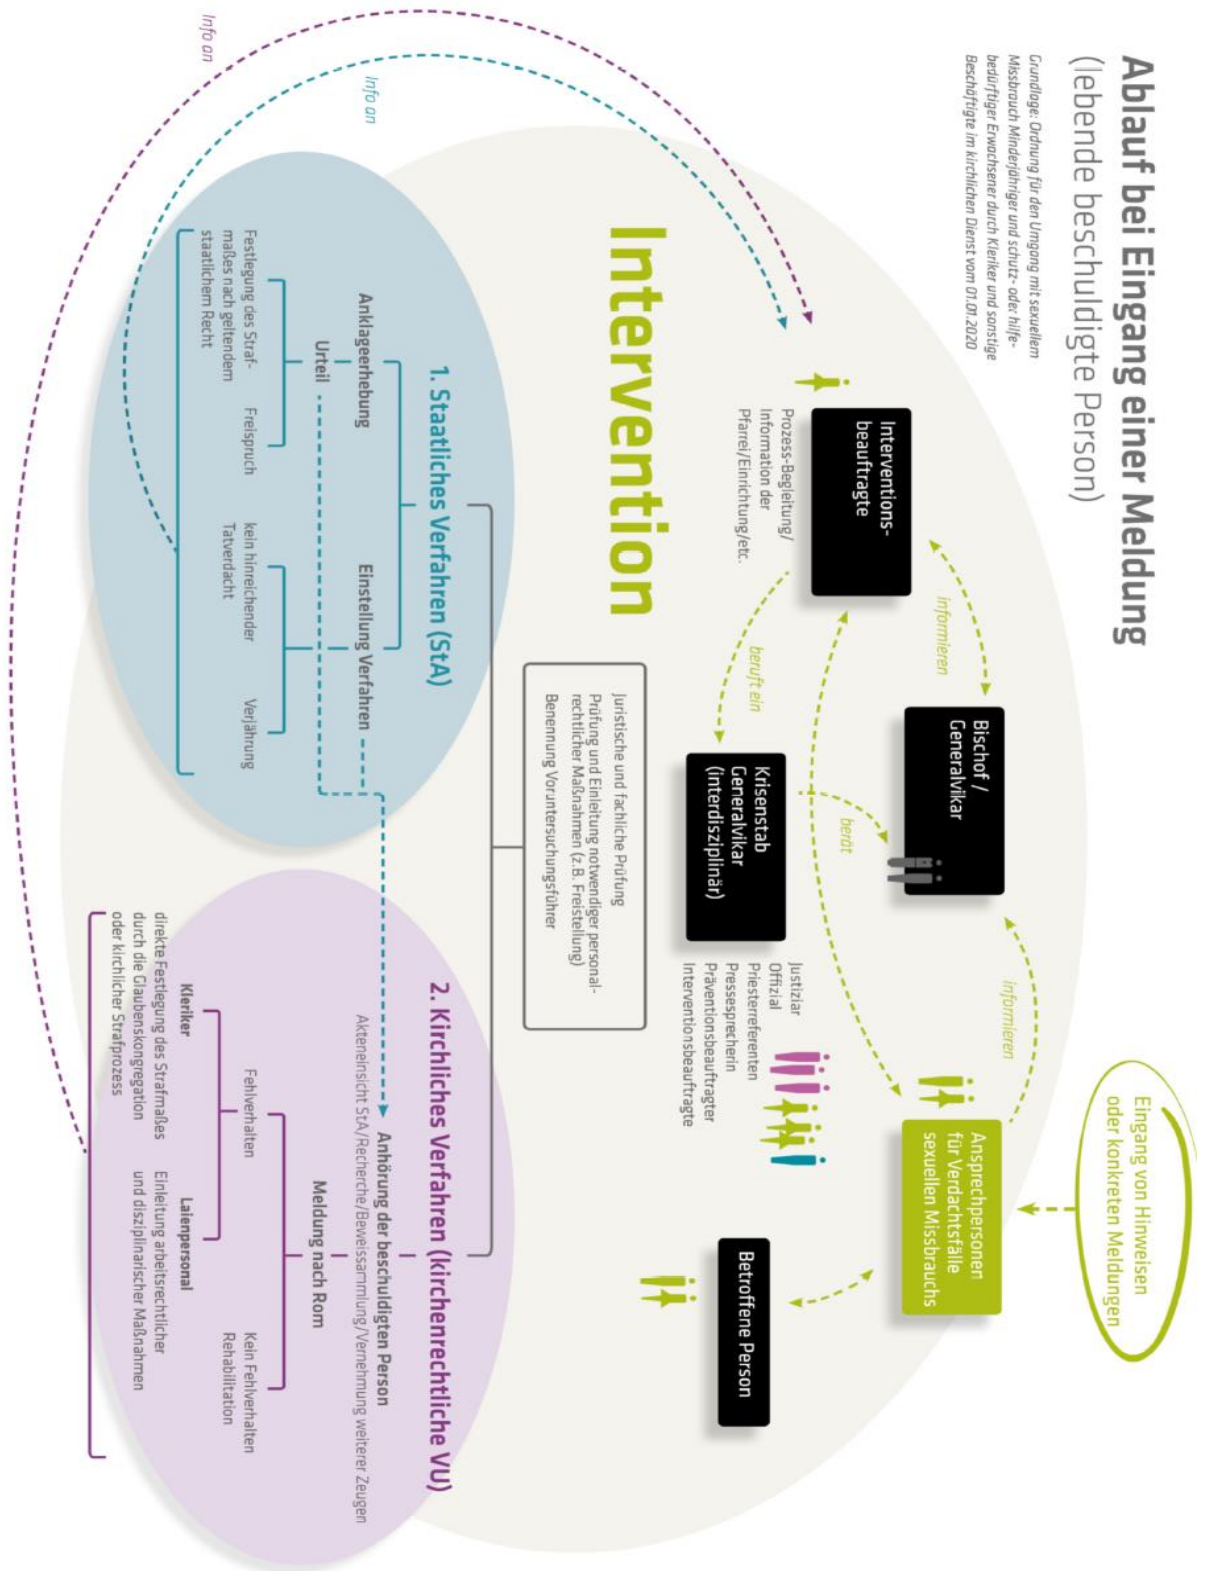 Ablauf bei Eingang einer Meldung
(lebende beschuldigte Person)
Grundlage: Ordnung für den Umgang mit sexuellem
Missbrauch Minderjähriger und schutz- oder hilfe-
bedürftiger Erwachsener durch Kleriker und sonstige
Beschäftigte im kirchlichen Dienst vom 01.01.2020
Eingang von Hinweisen
oder konkreten Meldungen
informieren
informieren
Bischof /
Generalvikar
Ansprechpersonen
für Verdachtsfälle
sexuellen Missbrauchs
Interventions-
beauftragte
Prozess-Begleitung/
Information der
Pfarrei/Einrichtung/etc.
beruft ein
berät
Krisenstab
Generalvikar
(interdisziplinär)
Justiziar
Offizial
Priesterreferenten
Pressesprecherin
Präventionsbeauftragter
Interventionsbeauftragte
Betroffene Person
Intervention
Juristische und fachliche Prüfung
Prüfung und Einleitung notwendiger personal-
rechtlicher Maßnahmen (z.B. Freistellung)
Benennung Voruntersuchungsführer
1. Staatliches Verfahren (StA)
Anklageerhebung
Einstellung Verfahren
Urteil
Festlegung des Straf-
maßes nach geltendem
staatlichem Recht
Freispruch
kein hinreichender
Tatverdacht
Verjährung
Info an
Info an
2. Kirchliches Verfahren (kirchenrechtliche VU)
Anhörung der beschuldigten Person
Akteneinsicht StA/Recherche/Beweissammlung/Vernehmung weiterer Zeugen
Meldung nach Rom
Fehlverhalten
Kein Fehlverhalten
Rehabilitation
Kleriker
direkte Festlegung des Strafmaßes
durch die Glaubenskongregation
oder kirchlicher Strafprozess
Laienpersonal
Einleitung arbeitsrechtlicher
und disziplinarischer Maßnahmen